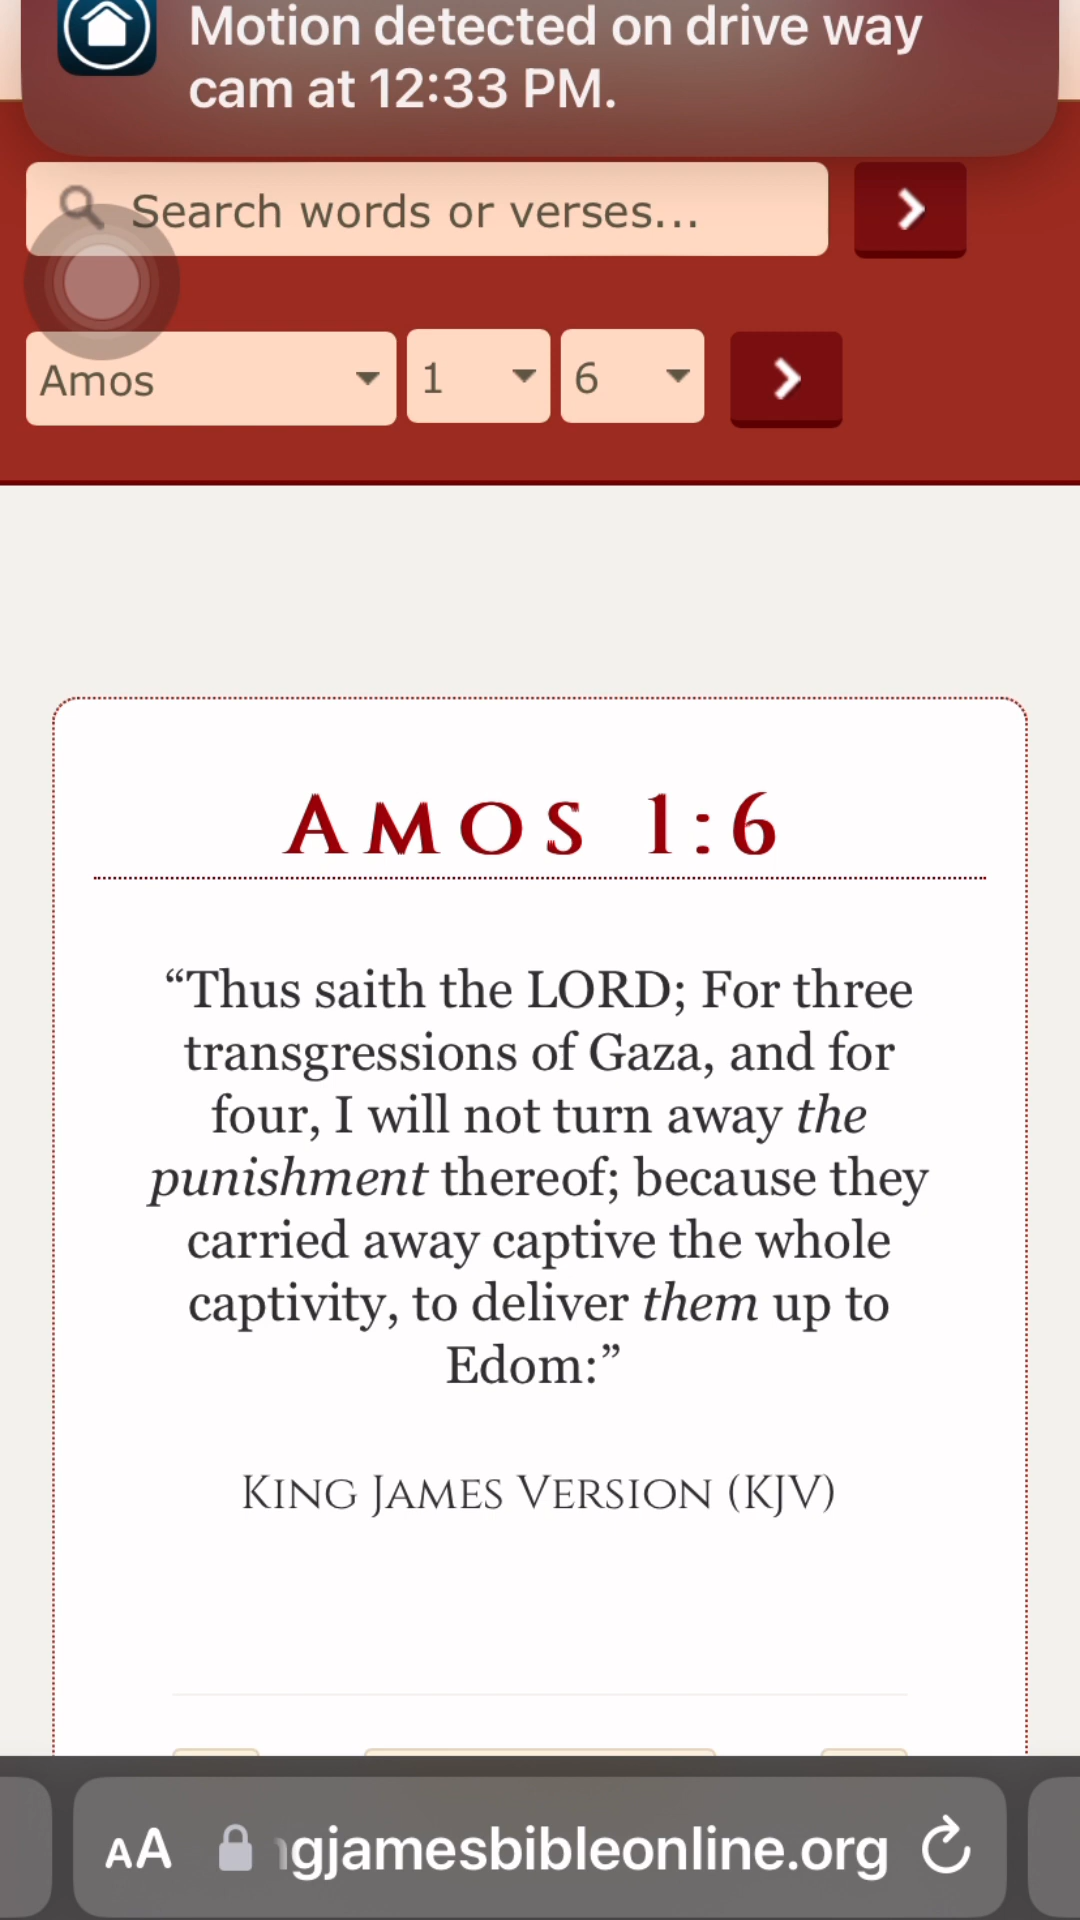 Motion detected on drive way
cam at 12:33 PM.
Search words or verses...
Amos 1 6
AMOS 1:6
“Thus saith the LORD; For three
transgressions of Gaza, and for
four, I will not turn away the
punishment thereof; because they
carried away captive the whole
captivity, to deliver them up to
Edom:”
KING JAMES VERSION (KJV)
AA gjamesbibleonline.org